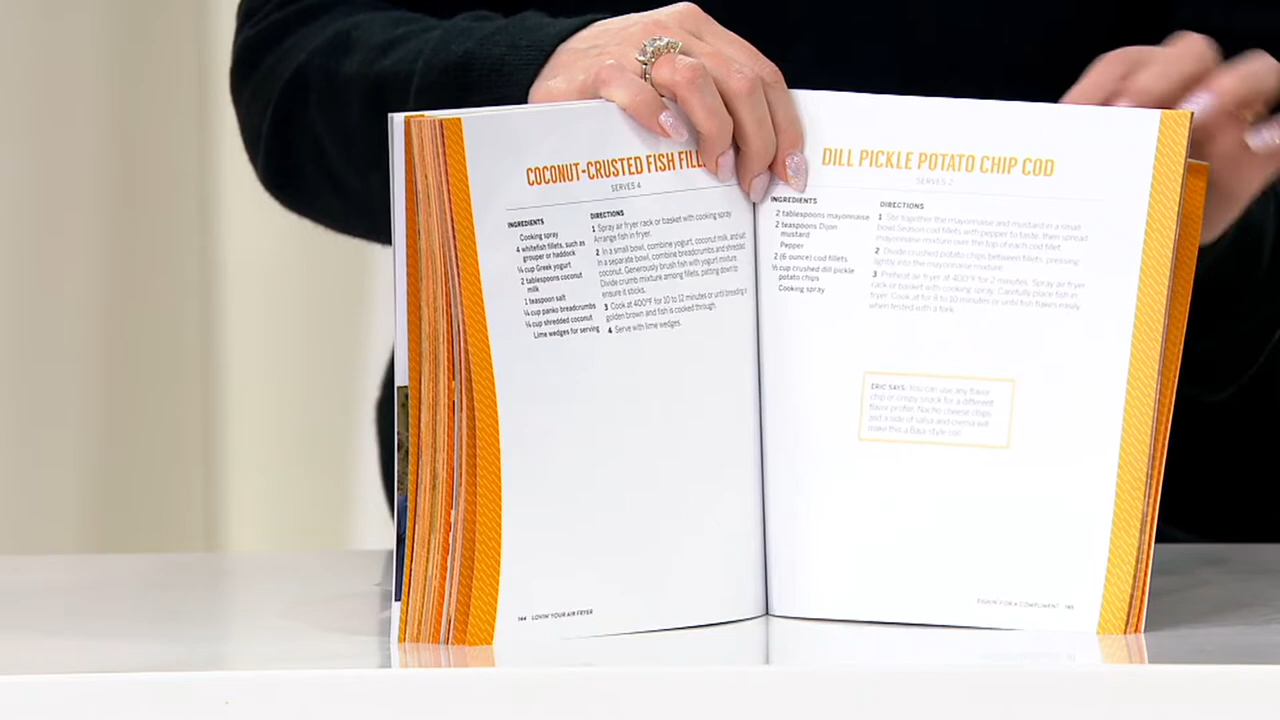 COCONUT-CRUSTED FISH FILL
SERVES 4
INGREDIENTS
Cooking spray
4 whitefish fillets, such as
grouper or haddock
¼ cup Greek yogurt
2 tablespoons coconut
milk
1 teaspoon salt
¼ cup panko breadcrumbs
¼ cup shredded coconut
Lime wedges for serving
DIRECTIONS
1 Spray air fryer rack or basket with cooking spray
Arrange fish in fryer.
2 In a small bowl, combine yogurt, coconut milk, and salt
In a separate bowl, combine breadcrumbs and shredded
coconut. Generously brush fish with yogurt mixture.
Divide crumb mixture among fillets, patting down to
ensure it sticks.
3 Cook at 400°F for 10 to 12 minutes or until breading is
golden brown and fish is cooked through.
4 Serve with lime wedges.
144 LOVIN' YOUR AIR FRYER
DILL PICKLE POTATO CHIP COD
SERVES 2
INGREDIENTS
2 tablespoons mayonnaise
2 teaspoons Dijon
mustard
Pepper
2 (6 ounce) cod fillets
⅓ cup crushed dill pickle
potato chips
Cooking spray
DIRECTIONS
1 Stir together the mayonnaise and mustard in a small
bowl. Season cod fillets with pepper to taste, then spread
mayonnaise mixture over the top of each cod fillet.
2 Divide crushed potato chips between fillets, pressing
lightly into the mayonnaise mixture.
3 Preheat air fryer at 400°F for 2 minutes. Spray air fryer
rack or basket with cooking spray. Carefully place fish in
fryer. Cook at for 8 to 10 minutes or until fish flakes easily
when tested with a fork.
ERIC SAYS: You can use any flavor
chip or crispy snack for a different
flavor profile. Nacho cheese chips
and a side of salsa and crema will
make this a Baja-style cod.
FISHIN' FOR A COMPLIMENT 145